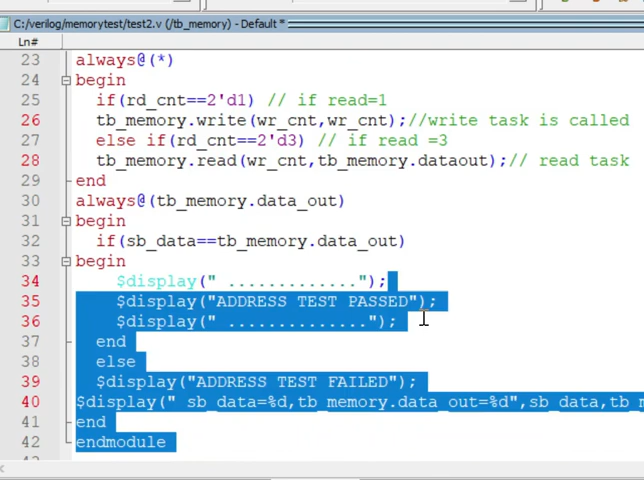 C:/verilog/memorytest/test2.v (/tb_memory) - Default *
Ln#
23 always@(*)
24 begin
25 if(rd_cnt==2'd1) // if read=1
26 tb_memory.write(wr_cnt,wr_cnt);//write task is called
27 else if(rd_cnt==2'd3) // if read =3
28 tb_memory.read(wr_cnt,tb_memory.dataout);// read task
29 end
30 always@(tb_memory.data_out)
31 begin
32 if(sb_data==tb_memory.data_out)
33 begin
34 $display(" .............");
35 $display("ADDRESS TEST PASSED");
36 $display(" ..............");
37 end
38 else
39 $display("ADDRESS TEST FAILED");
40 $display(" sb_data=%d,tb_memory.data_out=%d",sb_data,tb_m
41 end
42 endmodule